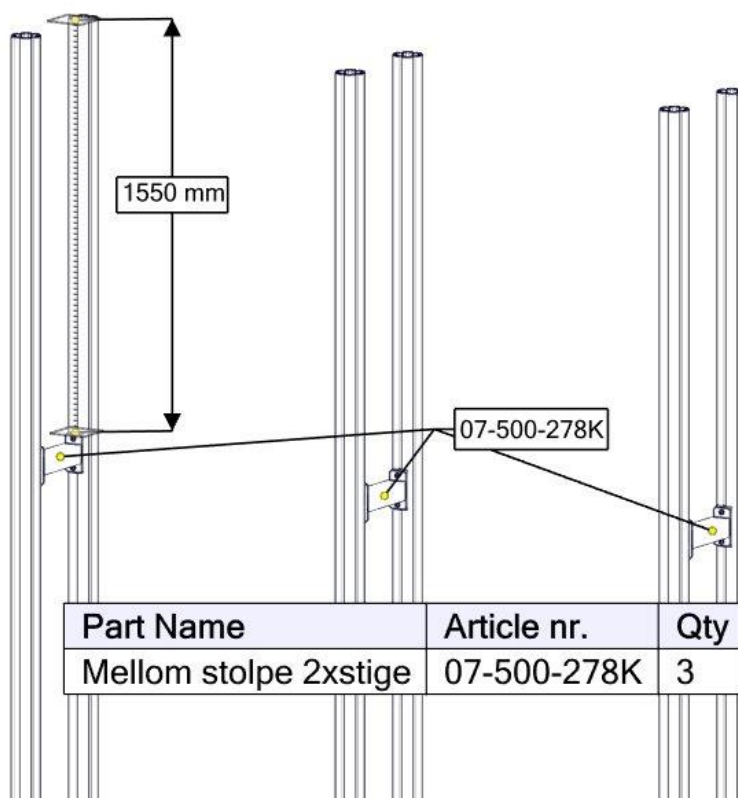 1550 mm
07-500-278K
Part Name Article nr. Qty
Mellom stolpe 2xstige 07-500-278K 3